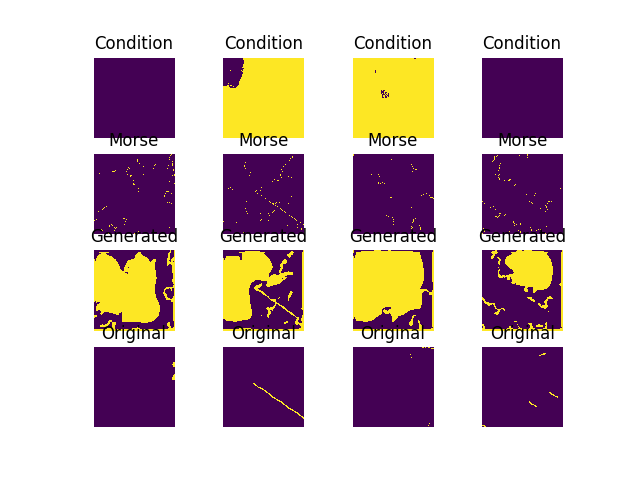 Condition Condition Condition Condition
Morse Morse Morse Morse
Generated Generated Generated Generated
Original Original Original Original